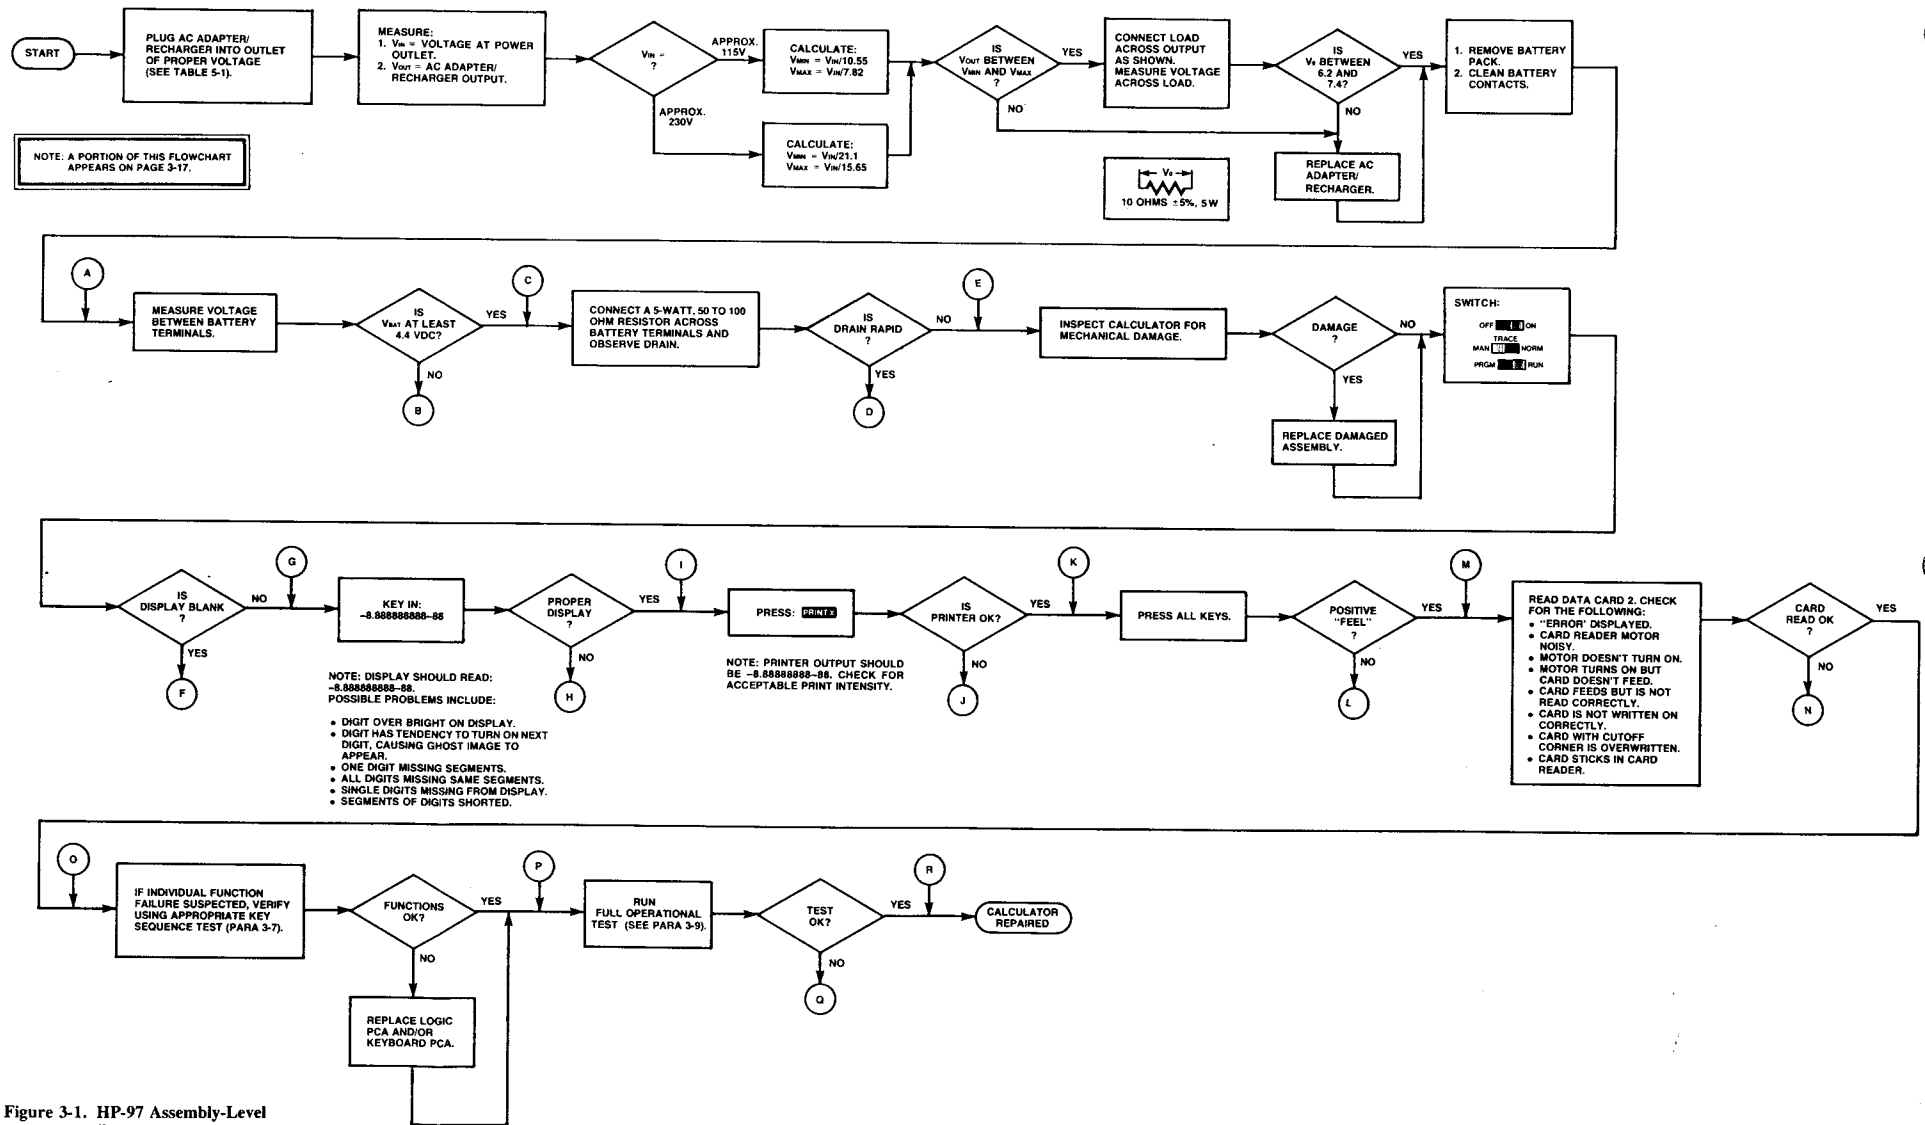 START
PLUG AC ADAPTER/
RECHARGER INTO OUTLET
OF PROPER VOLTAGE
(SEE TABLE 5-1).
MEASURE:
1. VIN = VOLTAGE AT POWER
OUTLET.
2. VOUT = AC ADAPTER/
RECHARGER OUTPUT.
VIN =
?
APPROX.
115V
APPROX.
230V
CALCULATE:
VMIN = VIN/10.55
VMAX = VIN/7.82
CALCULATE:
VMIN = VIN/21.1
VMAX = VIN/15.65
IS
VOUT BETWEEN
VMIN AND VMAX
?
YES
NO
CONNECT LOAD
ACROSS OUTPUT
AS SHOWN.
MEASURE VOLTAGE
ACROSS LOAD.
Vo
10 OHMS ±5%, 5 W
IS
Vo BETWEEN
6.2 AND
7.4?
YES
NO
REPLACE AC
ADAPTER/
RECHARGER.
1. REMOVE BATTERY
PACK.
2. CLEAN BATTERY
CONTACTS.
NOTE: A PORTION OF THIS FLOWCHART
APPEARS ON PAGE 3-17.
A
MEASURE VOLTAGE
BETWEEN BATTERY
TERMINALS.
IS
VBAT AT LEAST
4.4 VDC?
YES
NO
B
C
CONNECT A 5-WATT, 50 TO 100
OHM RESISTOR ACROSS
BATTERY TERMINALS AND
OBSERVE DRAIN.
IS
DRAIN RAPID
?
NO
YES
D
E
INSPECT CALCULATOR FOR
MECHANICAL DAMAGE.
DAMAGE
?
NO
YES
REPLACE DAMAGED
ASSEMBLY.
SWITCH:
OFF ON
TRACE
MAN NORM
PRGM RUN
IS
DISPLAY BLANK
?
NO
YES
F
G
KEY IN:
-8.888888888-88
NOTE: DISPLAY SHOULD READ:
-8.888888888-88.
POSSIBLE PROBLEMS INCLUDE:
• DIGIT OVER BRIGHT ON DISPLAY.
• DIGIT HAS TENDENCY TO TURN ON NEXT
DIGIT, CAUSING GHOST IMAGE TO
APPEAR.
• ONE DIGIT MISSING SEGMENTS.
• ALL DIGITS MISSING SAME SEGMENTS.
• SINGLE DIGITS MISSING FROM DISPLAY.
• SEGMENTS OF DIGITS SHORTED.
PROPER
DISPLAY
?
YES
NO
H
I
PRESS: PRINT X
NOTE: PRINTER OUTPUT SHOULD
BE -8.88888888-88. CHECK FOR
ACCEPTABLE PRINT INTENSITY.
IS
PRINTER OK?
YES
NO
J
K
PRESS ALL KEYS.
POSITIVE
"FEEL"
?
YES
NO
L
M
READ DATA CARD 2. CHECK
FOR THE FOLLOWING:
• "ERROR' DISPLAYED.
• CARD READER MOTOR
NOISY.
• MOTOR DOESN'T TURN ON.
• MOTOR TURNS ON BUT
CARD DOESN'T FEED.
• CARD FEEDS BUT IS NOT
READ CORRECTLY.
• CARD IS NOT WRITTEN ON
CORRECTLY.
• CARD WITH CUTOFF
CORNER IS OVERWRITTEN.
• CARD STICKS IN CARD
READER.
CARD
READ OK
?
YES
NO
N
O
IF INDIVIDUAL FUNCTION
FAILURE SUSPECTED, VERIFY
USING APPROPRIATE KEY
SEQUENCE TEST (PARA 3-7).
FUNCTIONS
OK?
YES
NO
REPLACE LOGIC
PCA AND/OR
KEYBOARD PCA.
P
RUN
FULL OPERATIONAL
TEST (SEE PARA 3-9).
TEST
OK?
YES
NO
Q
R
CALCULATOR
REPAIRED
Figure 3-1. HP-97 Assembly-Level